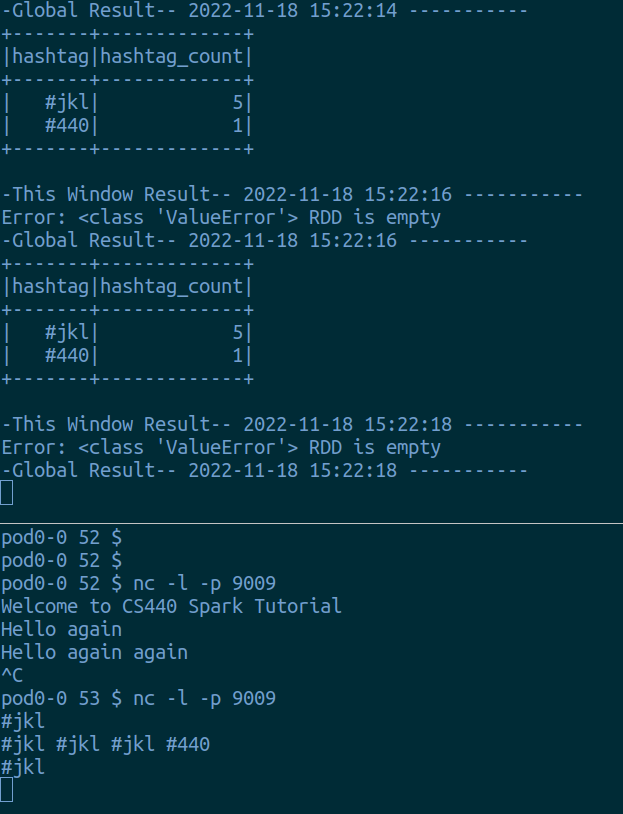 -Global Result-- 2022-11-18 15:22:14 -----------
+-------+-------------+
|hashtag|hashtag_count|
+-------+-------------+
|   #jkl|            5|
|   #440|            1|
+-------+-------------+
-This Window Result-- 2022-11-18 15:22:16 -----------
Error: <class 'ValueError'> RDD is empty
-Global Result-- 2022-11-18 15:22:16 -----------
+-------+-------------+
|hashtag|hashtag_count|
+-------+-------------+
|   #jkl|            5|
|   #440|            1|
+-------+-------------+
-This Window Result-- 2022-11-18 15:22:18 -----------
Error: <class 'ValueError'> RDD is empty
-Global Result-- 2022-11-18 15:22:18 -----------
pod0-0 52 $
pod0-0 52 $
pod0-0 52 $ nc -l -p 9009
Welcome to CS440 Spark Tutorial
Hello again
Hello again again
^C
pod0-0 53 $ nc -l -p 9009
#jkl
#jkl #jkl #jkl #440
#jkl